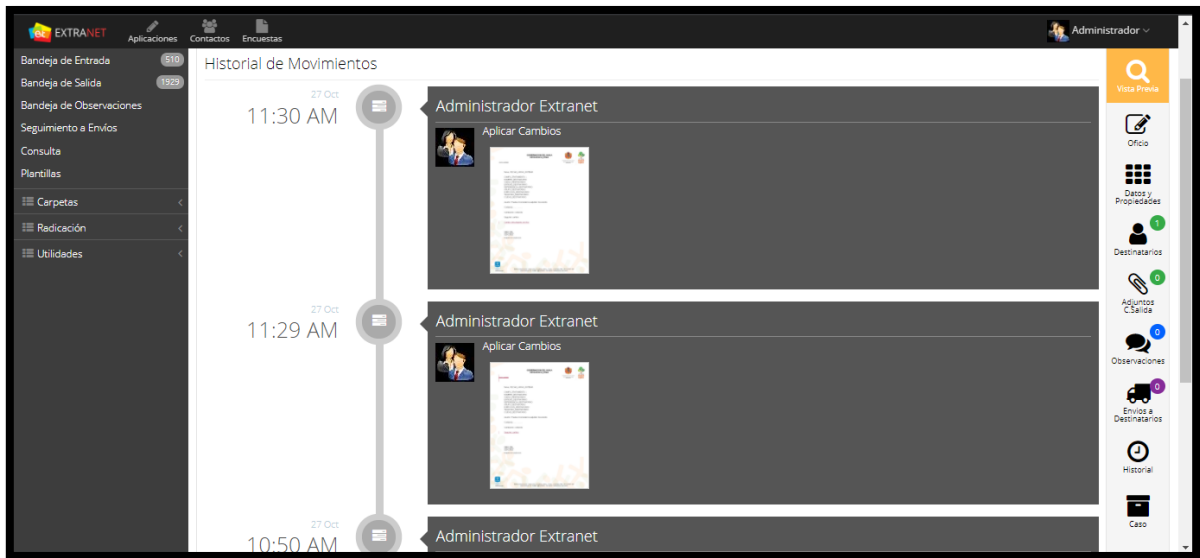 ec EXTRANET
Aplicaciones
Contactos
Encuestas
Administrador
Bandeja de Entrada 510
Bandeja de Salida 1929
Bandeja de Observaciones
Seguimiento a Envíos
Consulta
Plantillas
Carpetas
Radicación
Utilidades
Historial de Movimientos
27 Oct
11:30 AM
Administrador Extranet
Aplicar Cambios
27 Oct
11:29 AM
Administrador Extranet
Aplicar Cambios
27 Oct
10:50 AM
Administrador Extranet
Vista Previa
Oficio
Datos y
Propiedades
1
Destinatarios
0
Adjuntos
C.Salida
0
Observaciones
0
Envios a
Destinatarios
Historial
Caso